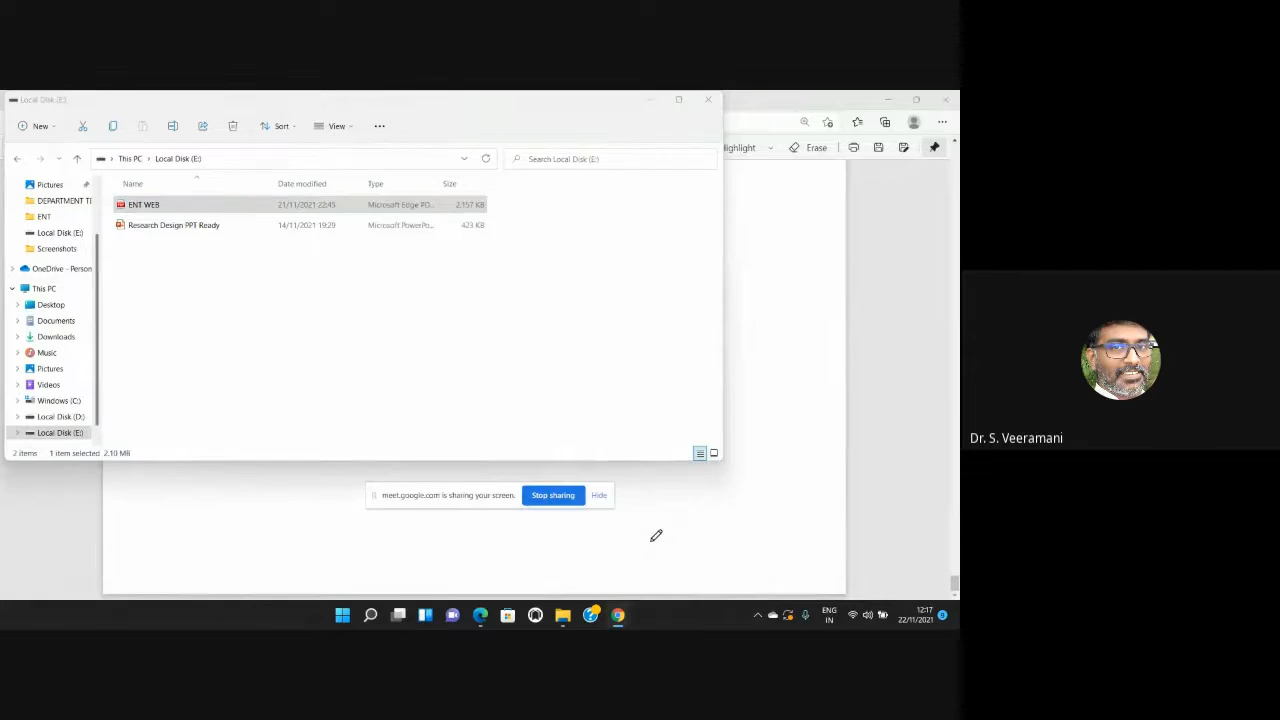 Local Disk (E:)
New
Sort
View
This PC
Local Disk (E:)
Search Local Disk (E:)
Highlight
Erase
Name
Date modified
Type
Size
ENT WEB
21/11/2021 22:45
Microsoft Edge PD...
2,157 KB
Research Design PPT Ready
14/11/2021 19:29
Microsoft PowerPo...
423 KB
Pictures
DEPARTMENT TI
ENT
Local Disk (E:)
Screenshots
OneDrive - Person
This PC
Desktop
Documents
Downloads
Music
Pictures
Videos
Windows (C:)
Local Disk (D:)
Local Disk (E:)
2 items
1 item selected 2.10 MB
meet.google.com is sharing your screen.
Stop sharing
Hide
Dr. S. Veeramani
ENG
IN
12:17
22/11/2021